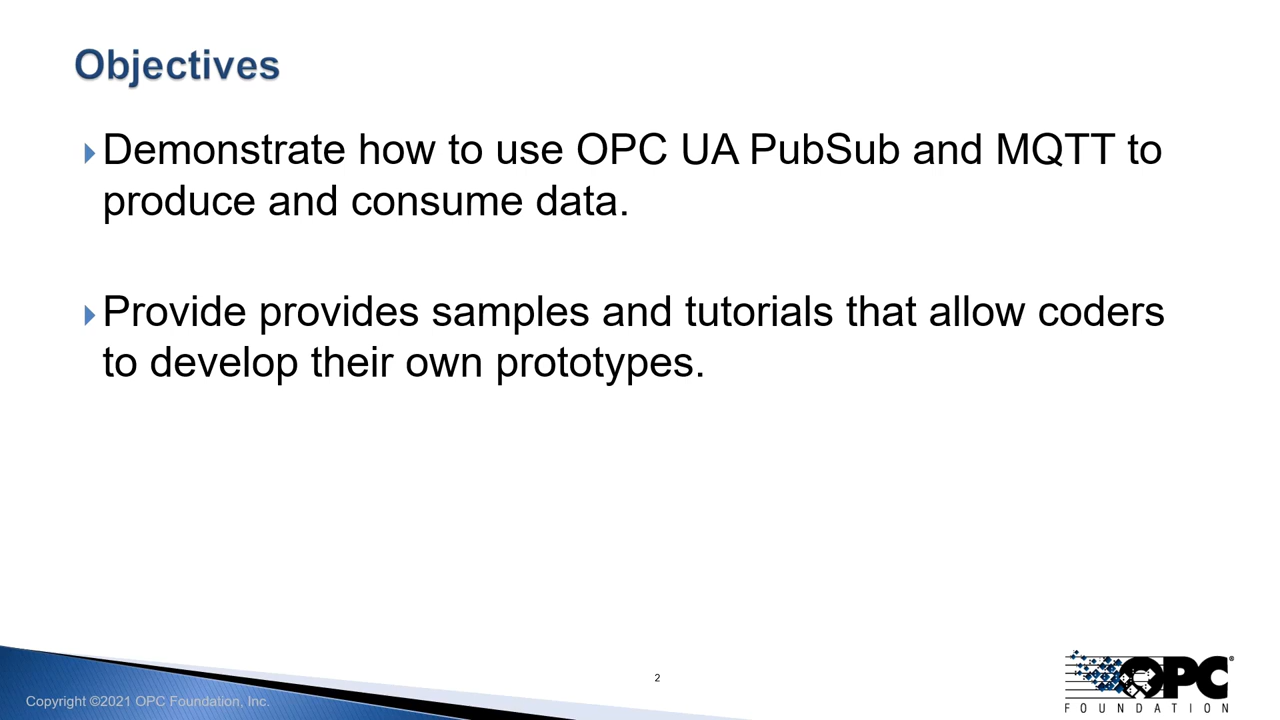 Objectives
Demonstrate how to use OPC UA PubSub and MQTT to
produce and consume data.
Provide provides samples and tutorials that allow coders
to develop their own prototypes.
2
Copyright ©2021 OPC Foundation, Inc.
OPC®
FOUNDATION